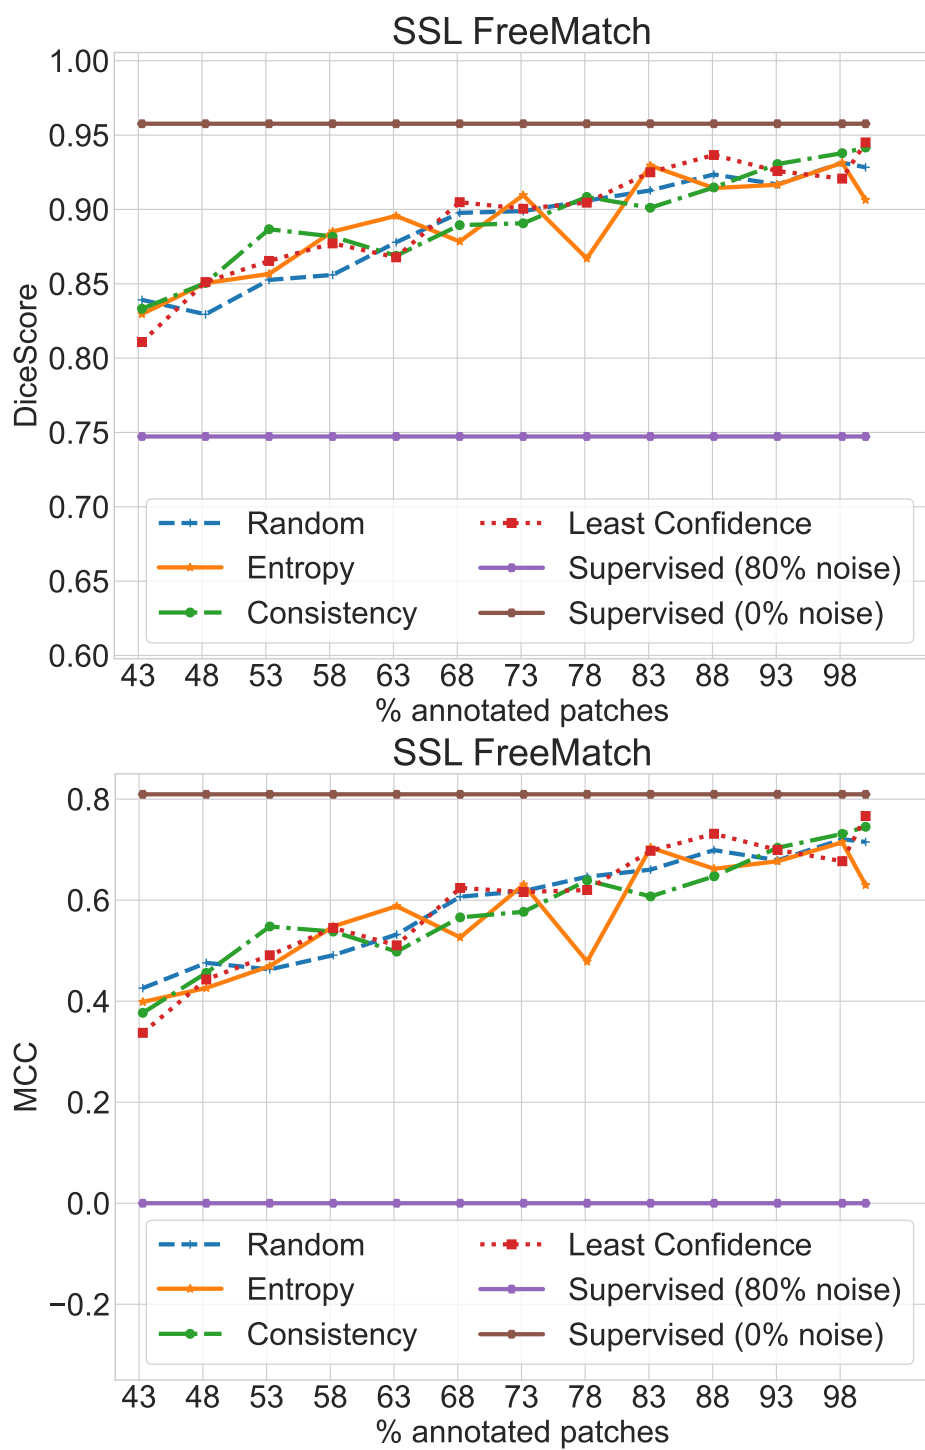 SSL FreeMatch
1.00
0.95
0.90
0.85
0.80
0.75
0.70
0.65
0.60
DiceScore
Random
Entropy
Consistency
Least Confidence
Supervised (80% noise)
Supervised (0% noise)
43 48 53 58 63 68 73 78 83 88 93 98
% annotated patches
SSL FreeMatch
0.8
0.6
0.4
0.2
0.0
−0.2
MCC
Random
Entropy
Consistency
Least Confidence
Supervised (80% noise)
Supervised (0% noise)
43 48 53 58 63 68 73 78 83 88 93 98
% annotated patches